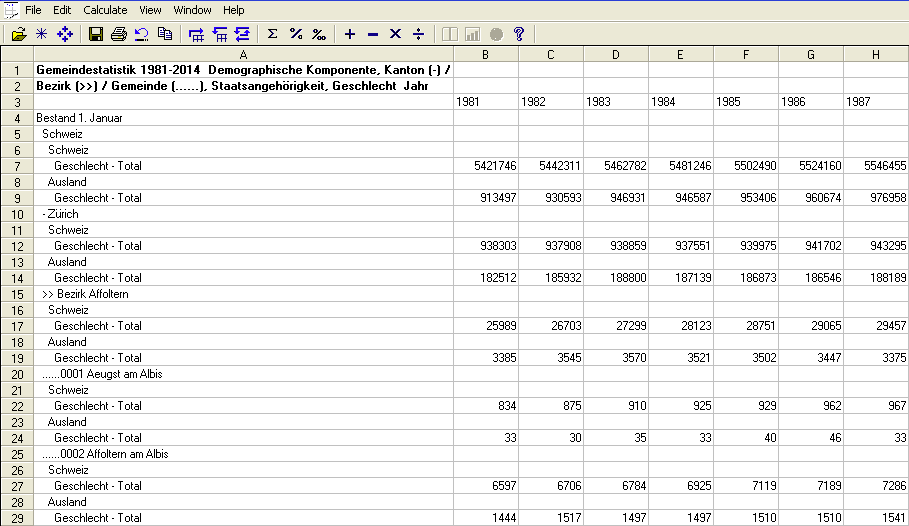 File Edit Calculate View Window Help
Σ % ‰ + − × ÷ ?
A B C D E F G H
1 Gemeindestatistik 1981-2014 Demographische Komponente, Kanton (-) /
2 Bezirk (>>) / Gemeinde (......), Staatsangehörigkeit, Geschlecht Jahr
3 1981 1982 1983 1984 1985 1986 1987
4 Bestand 1. Januar
5 Schweiz
6 Schweiz
7 Geschlecht - Total 5421746 5442311 5462782 5481246 5502490 5524160 5546455
8 Ausland
9 Geschlecht - Total 913497 930593 946931 946587 953406 960674 976958
10 - Zürich
11 Schweiz
12 Geschlecht - Total 938303 937908 938859 937551 939975 941702 943295
13 Ausland
14 Geschlecht - Total 182512 185932 188800 187139 186873 186546 188189
15 >> Bezirk Affoltern
16 Schweiz
17 Geschlecht - Total 25989 26703 27299 28123 28751 29065 29457
18 Ausland
19 Geschlecht - Total 3385 3545 3570 3521 3502 3447 3375
20 ......0001 Aeugst am Albis
21 Schweiz
22 Geschlecht - Total 834 875 910 925 929 962 967
23 Ausland
24 Geschlecht - Total 33 30 35 33 40 46 33
25 ......0002 Affoltern am Albis
26 Schweiz
27 Geschlecht - Total 6597 6706 6784 6925 7119 7189 7286
28 Ausland
29 Geschlecht - Total 1444 1517 1497 1497 1510 1510 1541